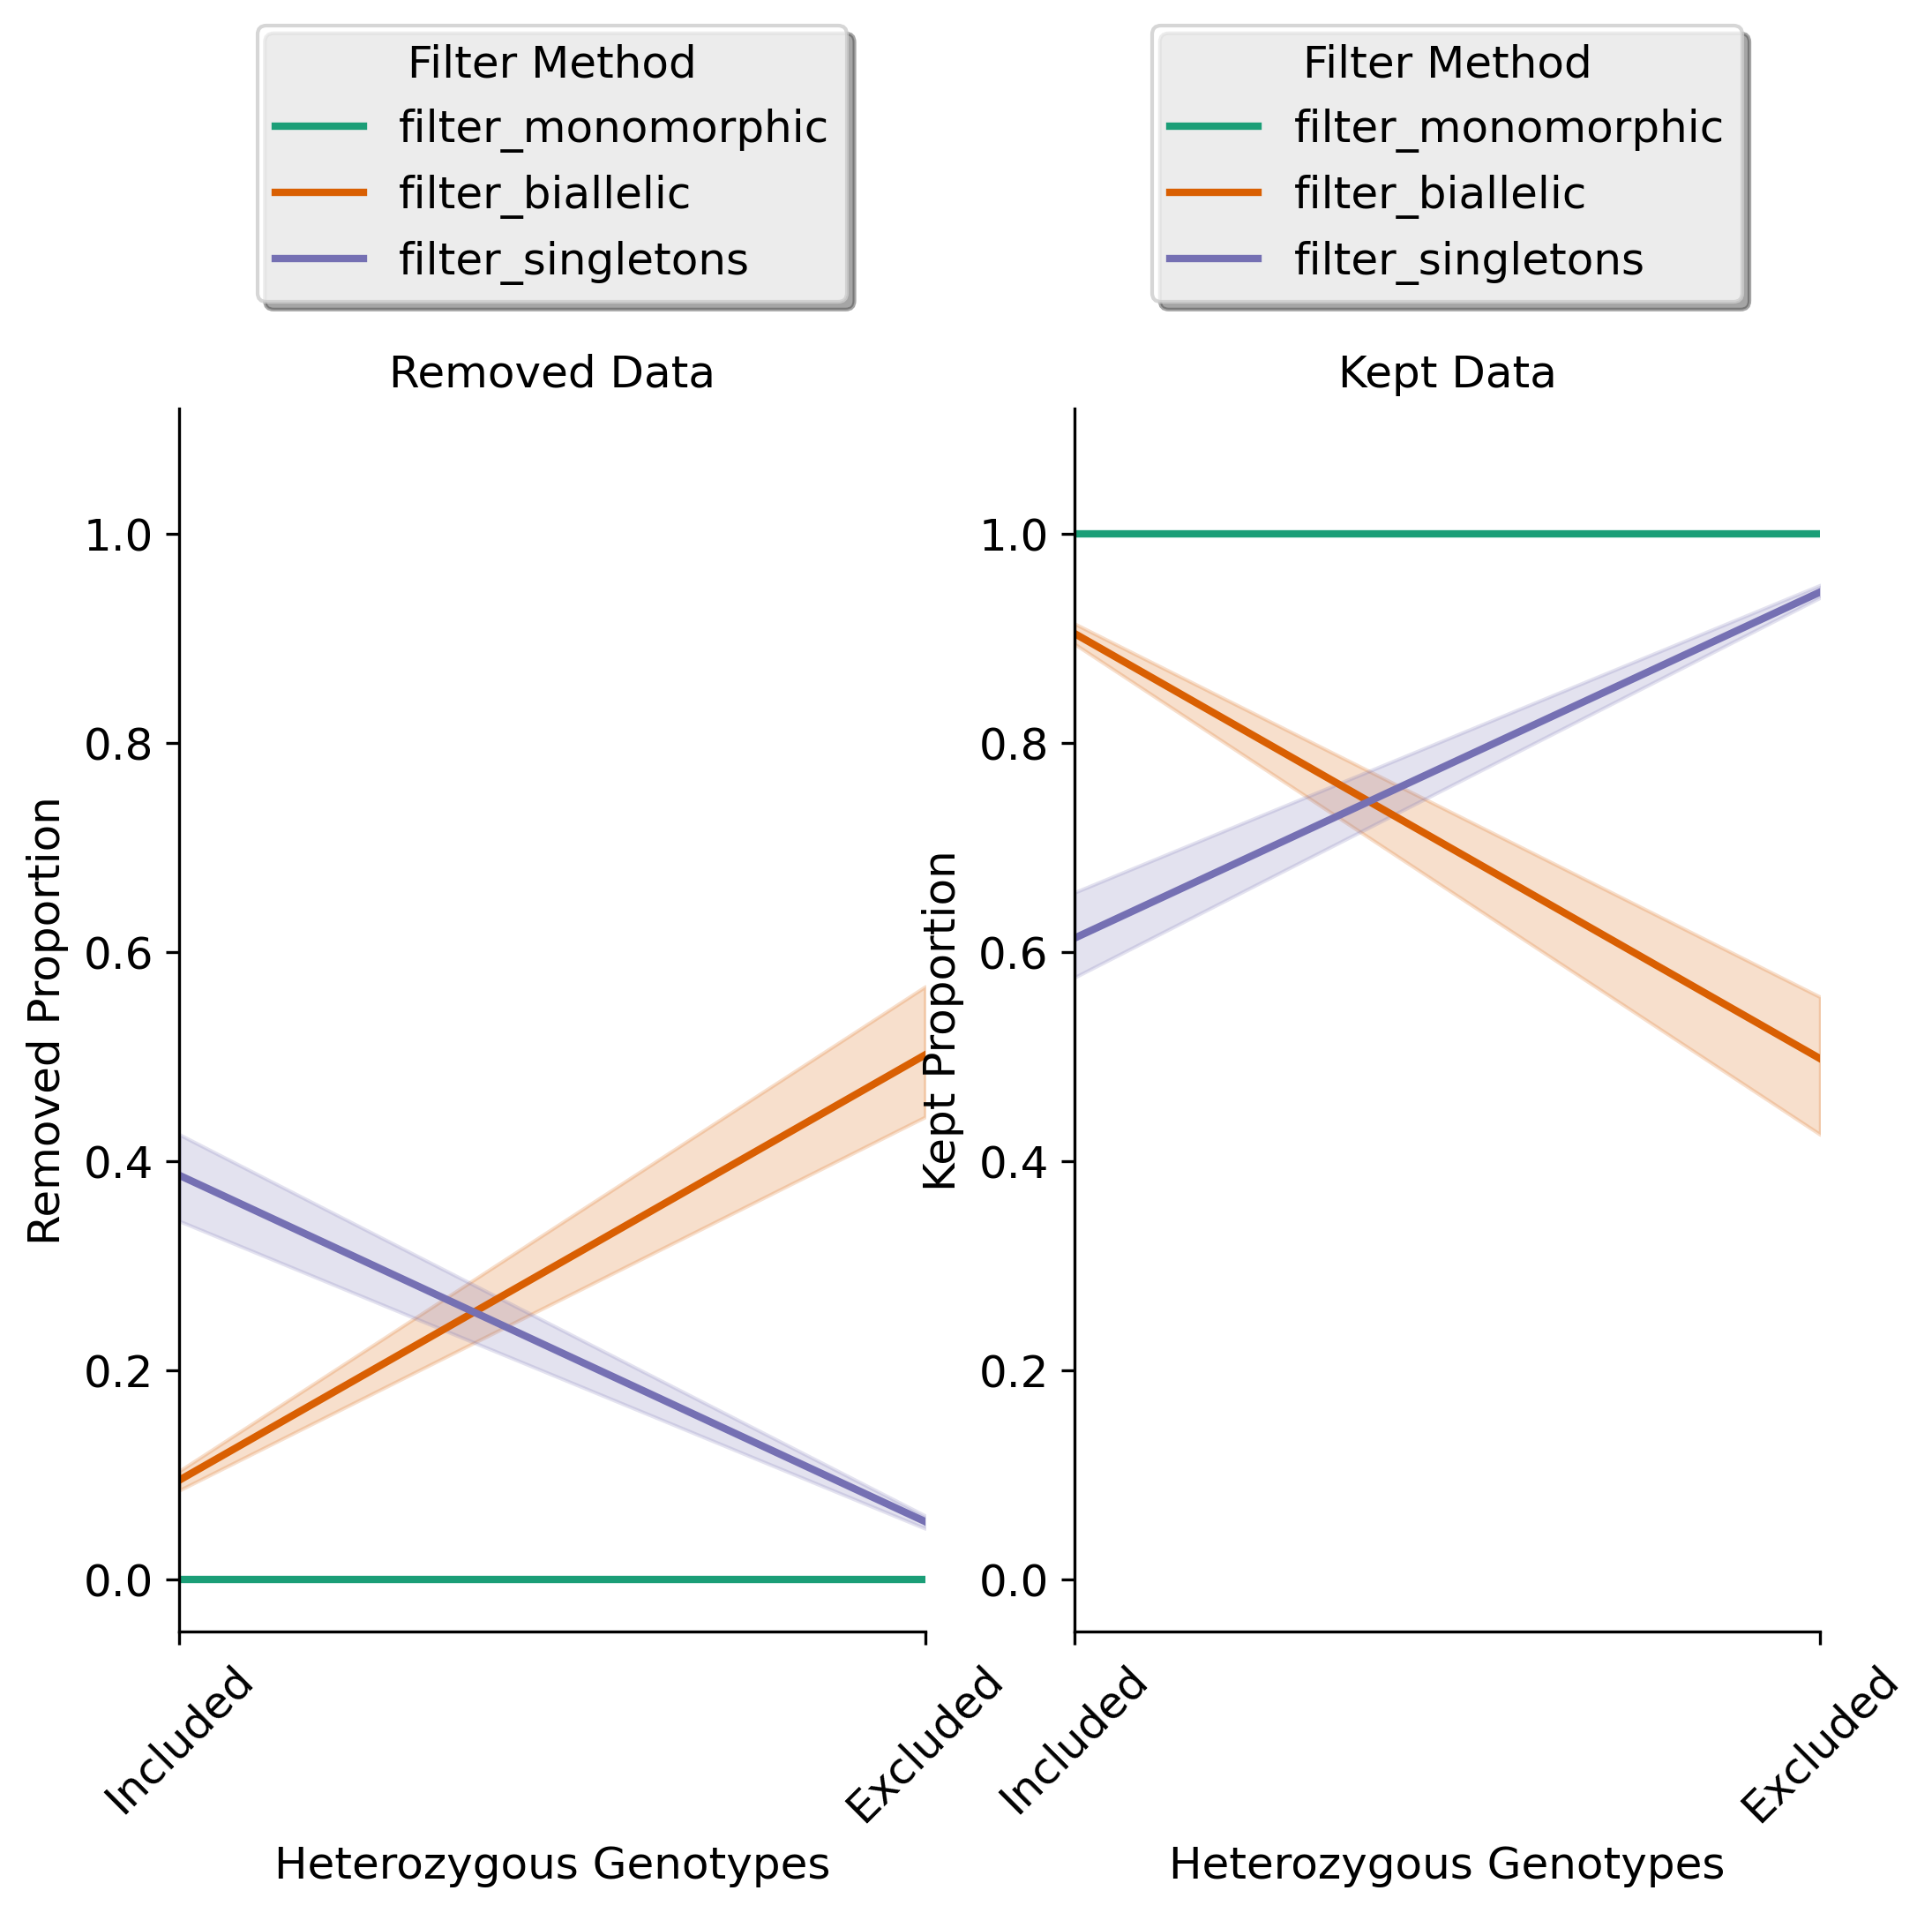 Filter Method
filter_monomorphic
filter_biallelic
filter_singletons
Removed Data
Removed Proportion
1.0
0.8
0.6
0.4
0.2
0.0
Included
Excluded
Heterozygous Genotypes
Filter Method
filter_monomorphic
filter_biallelic
filter_singletons
Kept Data
Kept Proportion
1.0
0.8
0.6
0.4
0.2
0.0
Included
Excluded
Heterozygous Genotypes